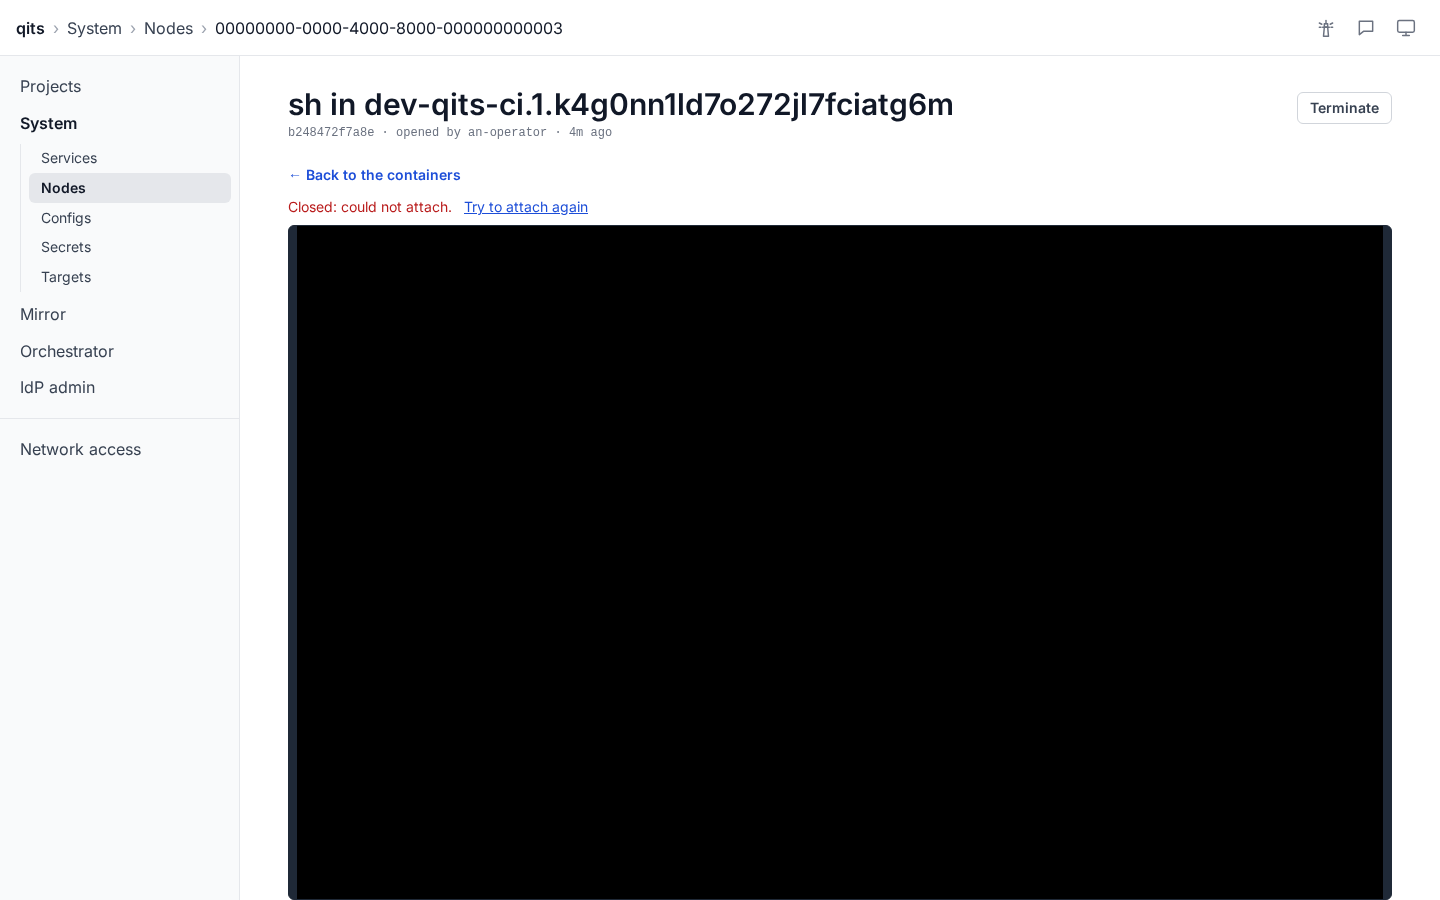 qits › System › Nodes › 00000000-0000-4000-8000-000000000003
Projects
System
Services
Nodes
Configs
Secrets
Targets
Mirror
Orchestrator
IdP admin
Network access
sh in dev-qits-ci.1.k4g0nn1ld7o272jl7fciatg6m
Terminate
b248472f7a8e · opened by an-operator · 4m ago
← Back to the containers
Closed: could not attach. Try to attach again